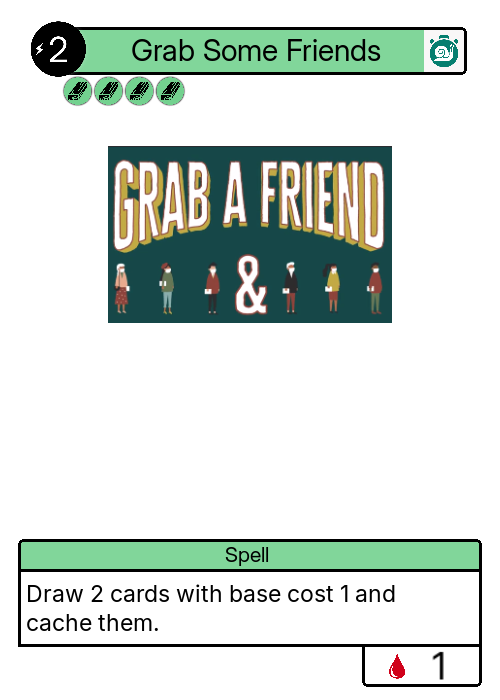 2
Grab Some Friends
GRAB A FRIEND
&
Spell
Draw 2 cards with base cost 1 and
cache them.
1